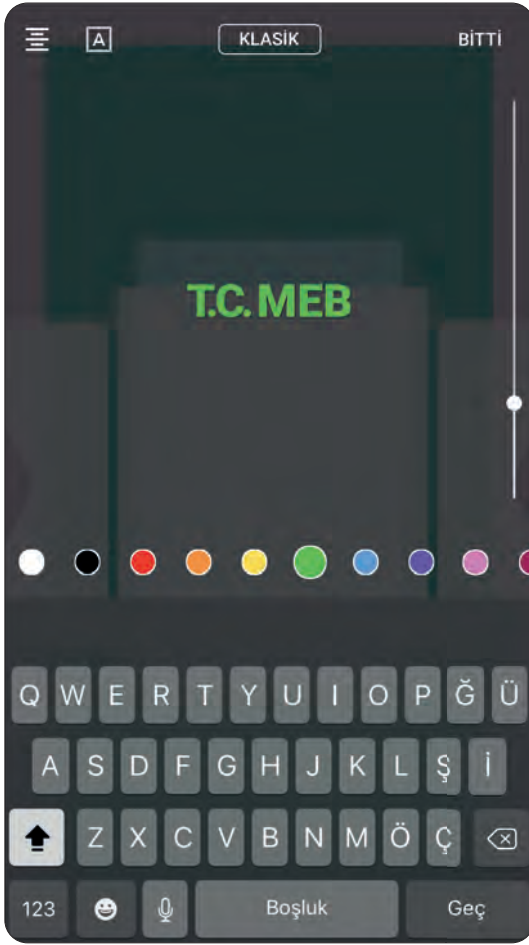 A KLASİK BİTTİ
T.C. MEB
Q W E R T Y U I O P Ğ Ü
A S D F G H J K L Ş İ
Z X C V B N M Ö Ç
123 Boşluk Geç